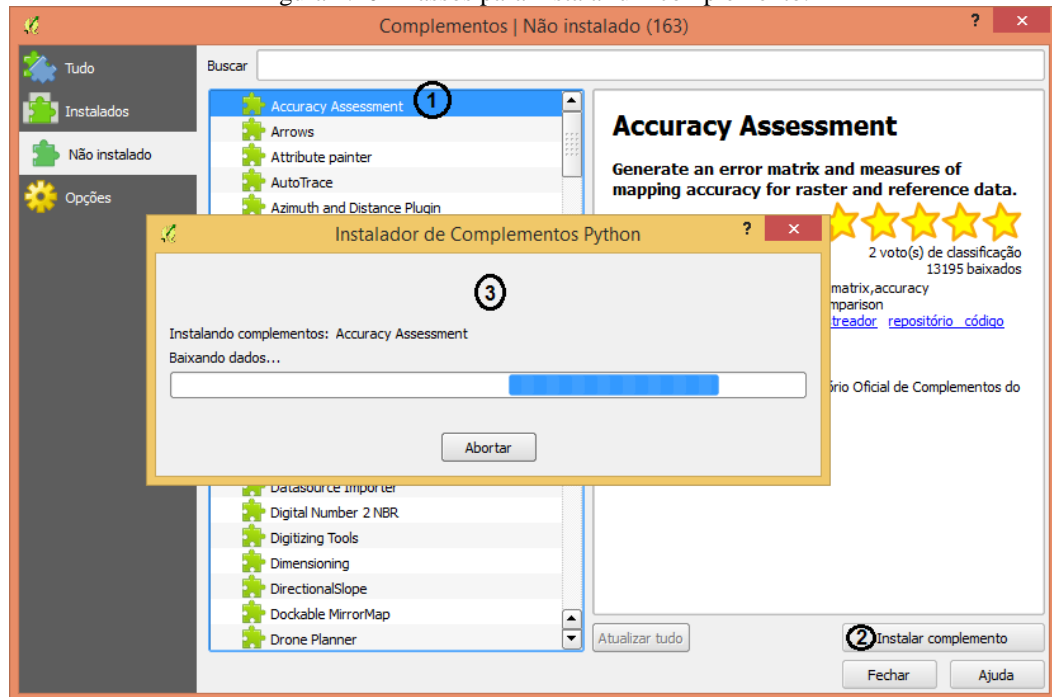 Complementos | Não instalado (163)
? ×
Tudo
Instalados
Não instalado
Opções
Buscar
Accuracy Assessment 1
Arrows
Attribute painter
AutoTrace
Azimuth and Distance Plugin
Accuracy Assessment
Generate an error matrix and measures of
mapping accuracy for raster and reference data.
2 voto(s) de classificação
13195 baixados
matrix,accuracy
mparison
treador repositório código
ório Oficial de Complementos do
Instalador de Complementos Python
? ×
3
Instalando complementos: Accuracy Assessment
Baixando dados...
Abortar
Datasource Importer
Digital Number 2 NBR
Digitizing Tools
Dimensioning
DirectionalSlope
Dockable MirrorMap
Drone Planner
Atualizar tudo
2 Instalar complemento
Fechar
Ajuda